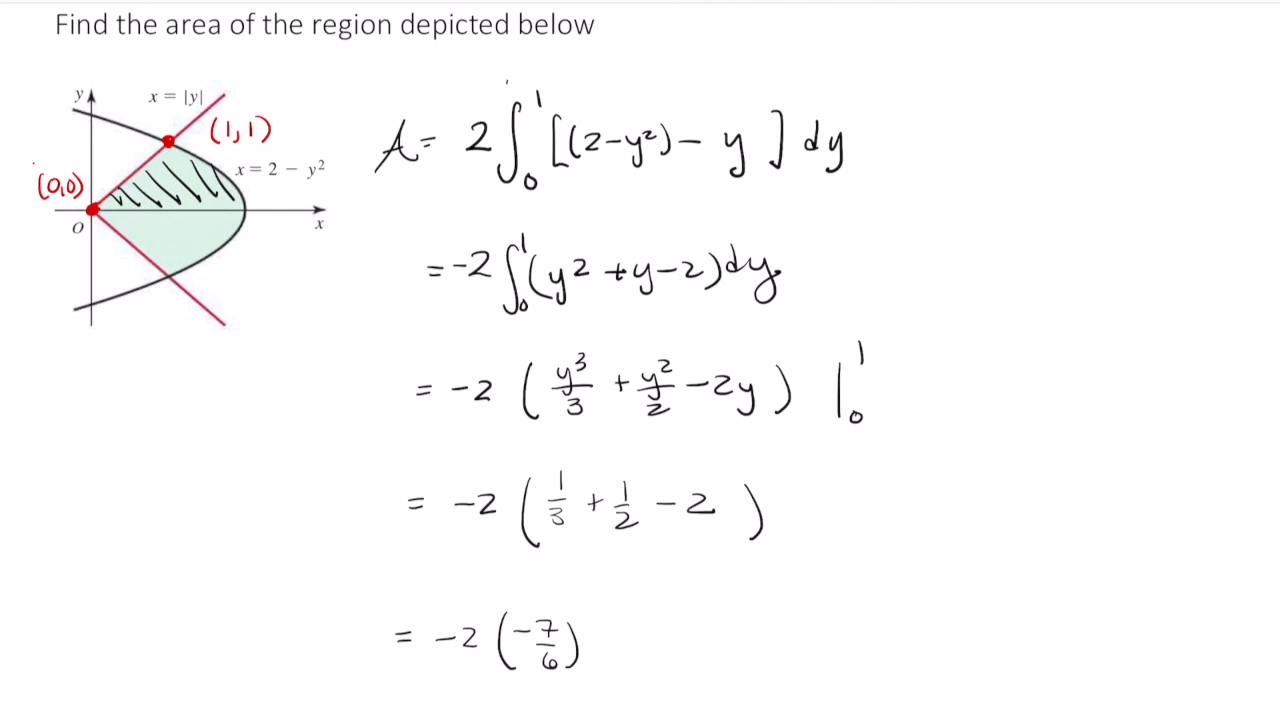 Find the area of the region depicted below
y
x = |y|
(1,1)
x = 2 − y²
(0,0)
O
x
A = 2∫₀¹ [(2−y²) − y] dy
= −2 ∫₀¹ (y² + y − 2) dy
= −2 ( y³/3 + y²/2 − 2y ) |₀¹
= −2 ( 1/3 + 1/2 − 2 )
= −2 ( −7/6 )